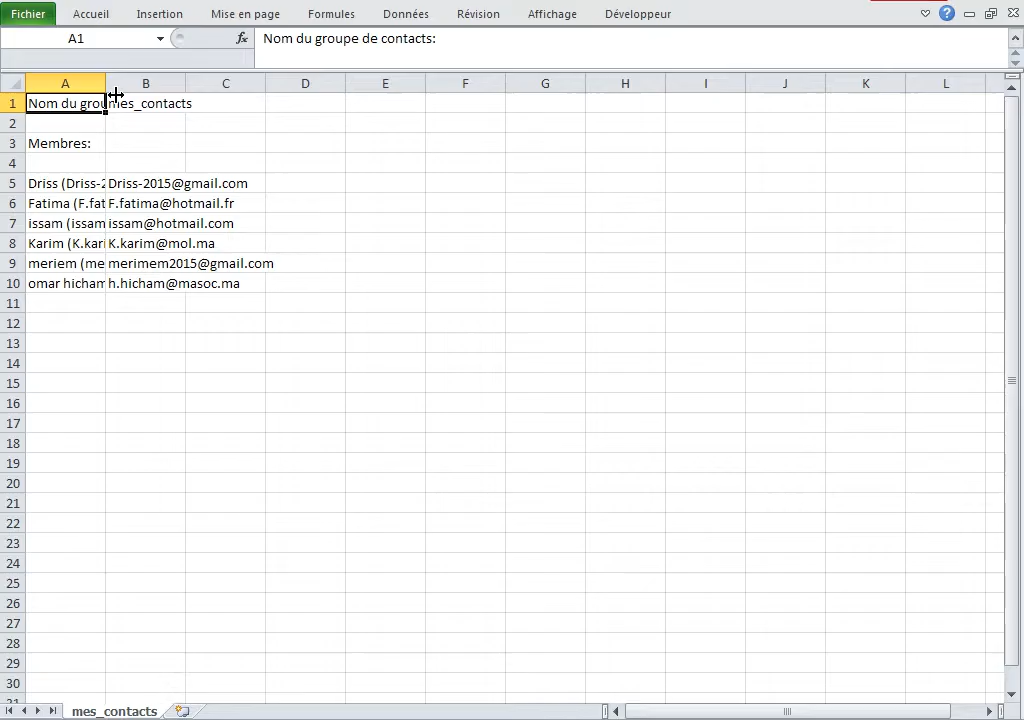 Fichier Accueil Insertion Mise en page Formules Données Révision Affichage Développeur
A1 fx Nom du groupe de contacts:
A B C D E F G H I J K L
1 Nom du grou mes_contacts
2
3 Membres:
4
5 Driss (Driss-2 Driss-2015@gmail.com
6 Fatima (F.fat F.fatima@hotmail.fr
7 issam (issam issam@hotmail.com
8 Karim (K.kari K.karim@mol.ma
9 meriem (me merimem2015@gmail.com
10 omar hicham h.hicham@masoc.ma
11
12
13
14
15
16
17
18
19
20
21
22
23
24
25
26
27
28
29
30
31
mes_contacts